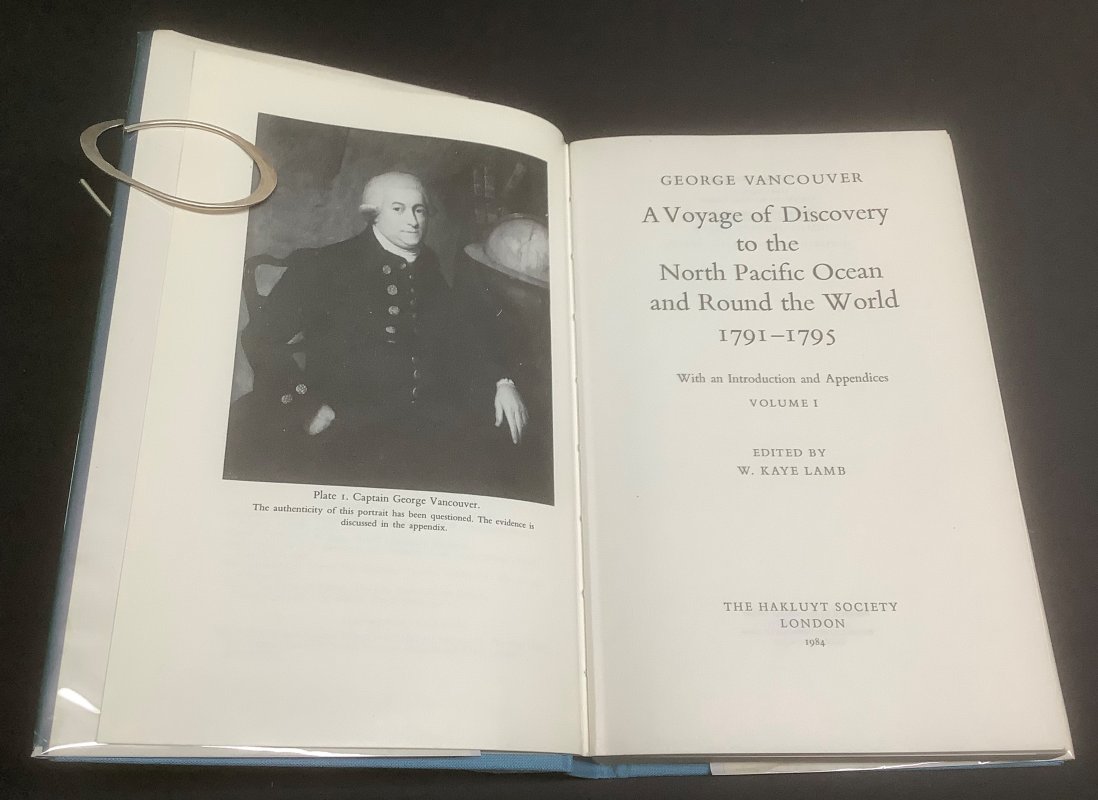 Plate 1. Captain George Vancouver.
The authenticity of this portrait has been questioned. The evidence is
discussed in the appendix.
GEORGE VANCOUVER
A Voyage of Discovery
to the
North Pacific Ocean
and Round the World
1791–1795
With an Introduction and Appendices
VOLUME I
EDITED BY
W. KAYE LAMB
THE HAKLUYT SOCIETY
LONDON
1984